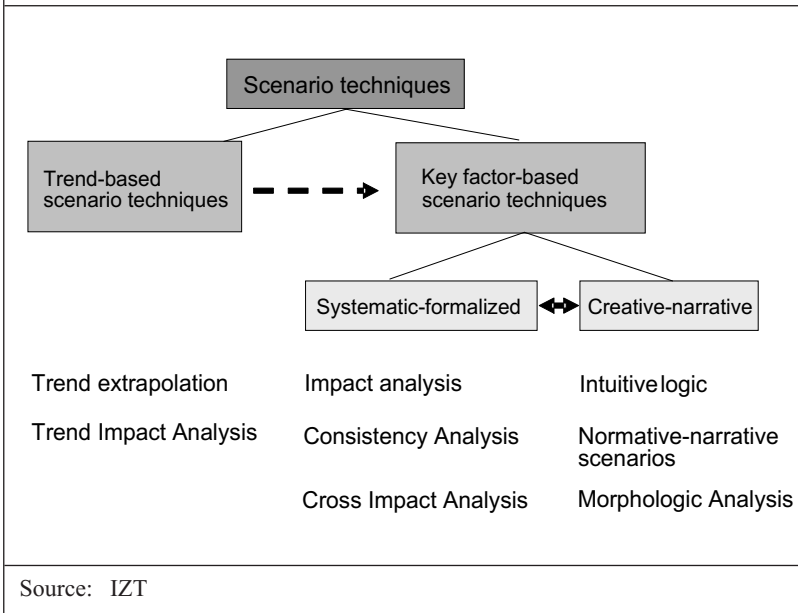 Scenario techniques
Trend-based
scenario techniques
Key factor-based
scenario techniques
Systematic-formalized
Creative-narrative
Trend extrapolation
Impact analysis
Intuitivelogic
Trend Impact Analysis
Consistency Analysis
Normative-narrative
scenarios
Cross Impact Analysis
Morphologic Analysis
Source: IZT